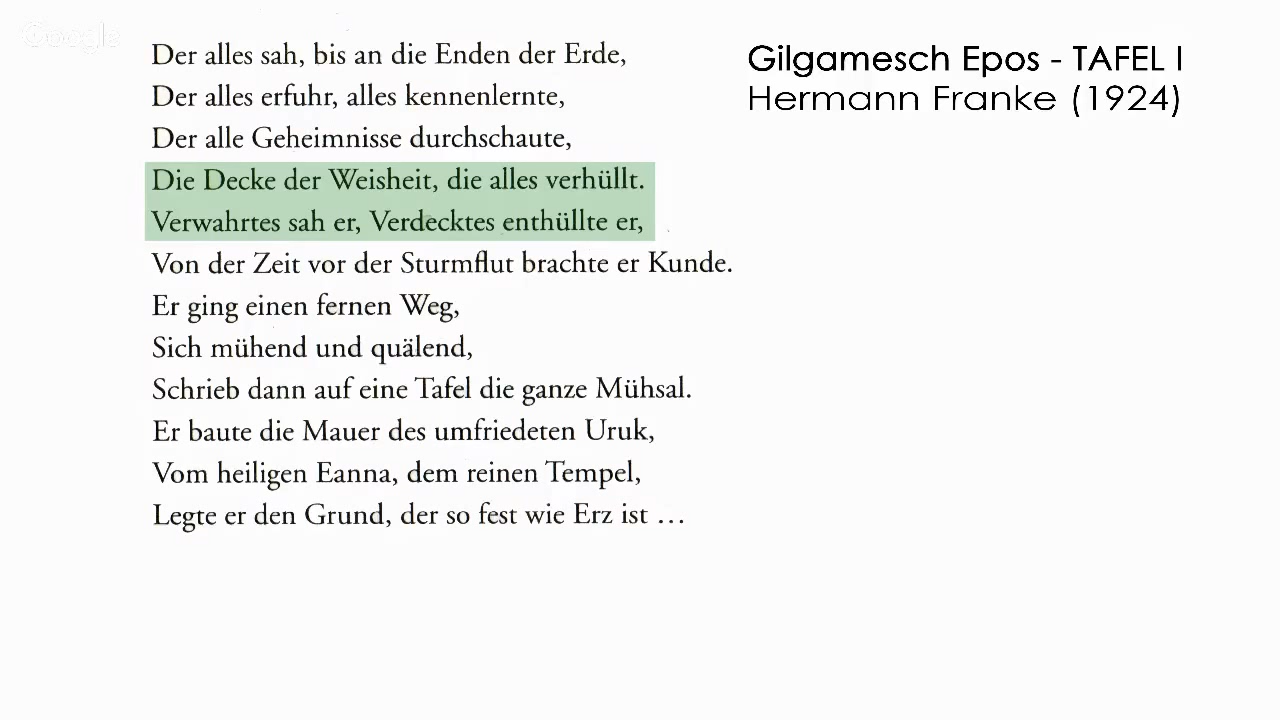 Google
Gilgamesch Epos - TAFEL I
Hermann Franke (1924)
Der alles sah, bis an die Enden der Erde,
Der alles erfuhr, alles kennenlernte,
Der alle Geheimnisse durchschaute,
Die Decke der Weisheit, die alles verhüllt.
Verwahrtes sah er, Verdecktes enthüllte er,
Von der Zeit vor der Sturmflut brachte er Kunde.
Er ging einen fernen Weg,
Sich mühend und quälend,
Schrieb dann auf eine Tafel die ganze Mühsal.
Er baute die Mauer des umfriedeten Uruk,
Vom heiligen Eanna, dem reinen Tempel,
Legte er den Grund, der so fest wie Erz ist …